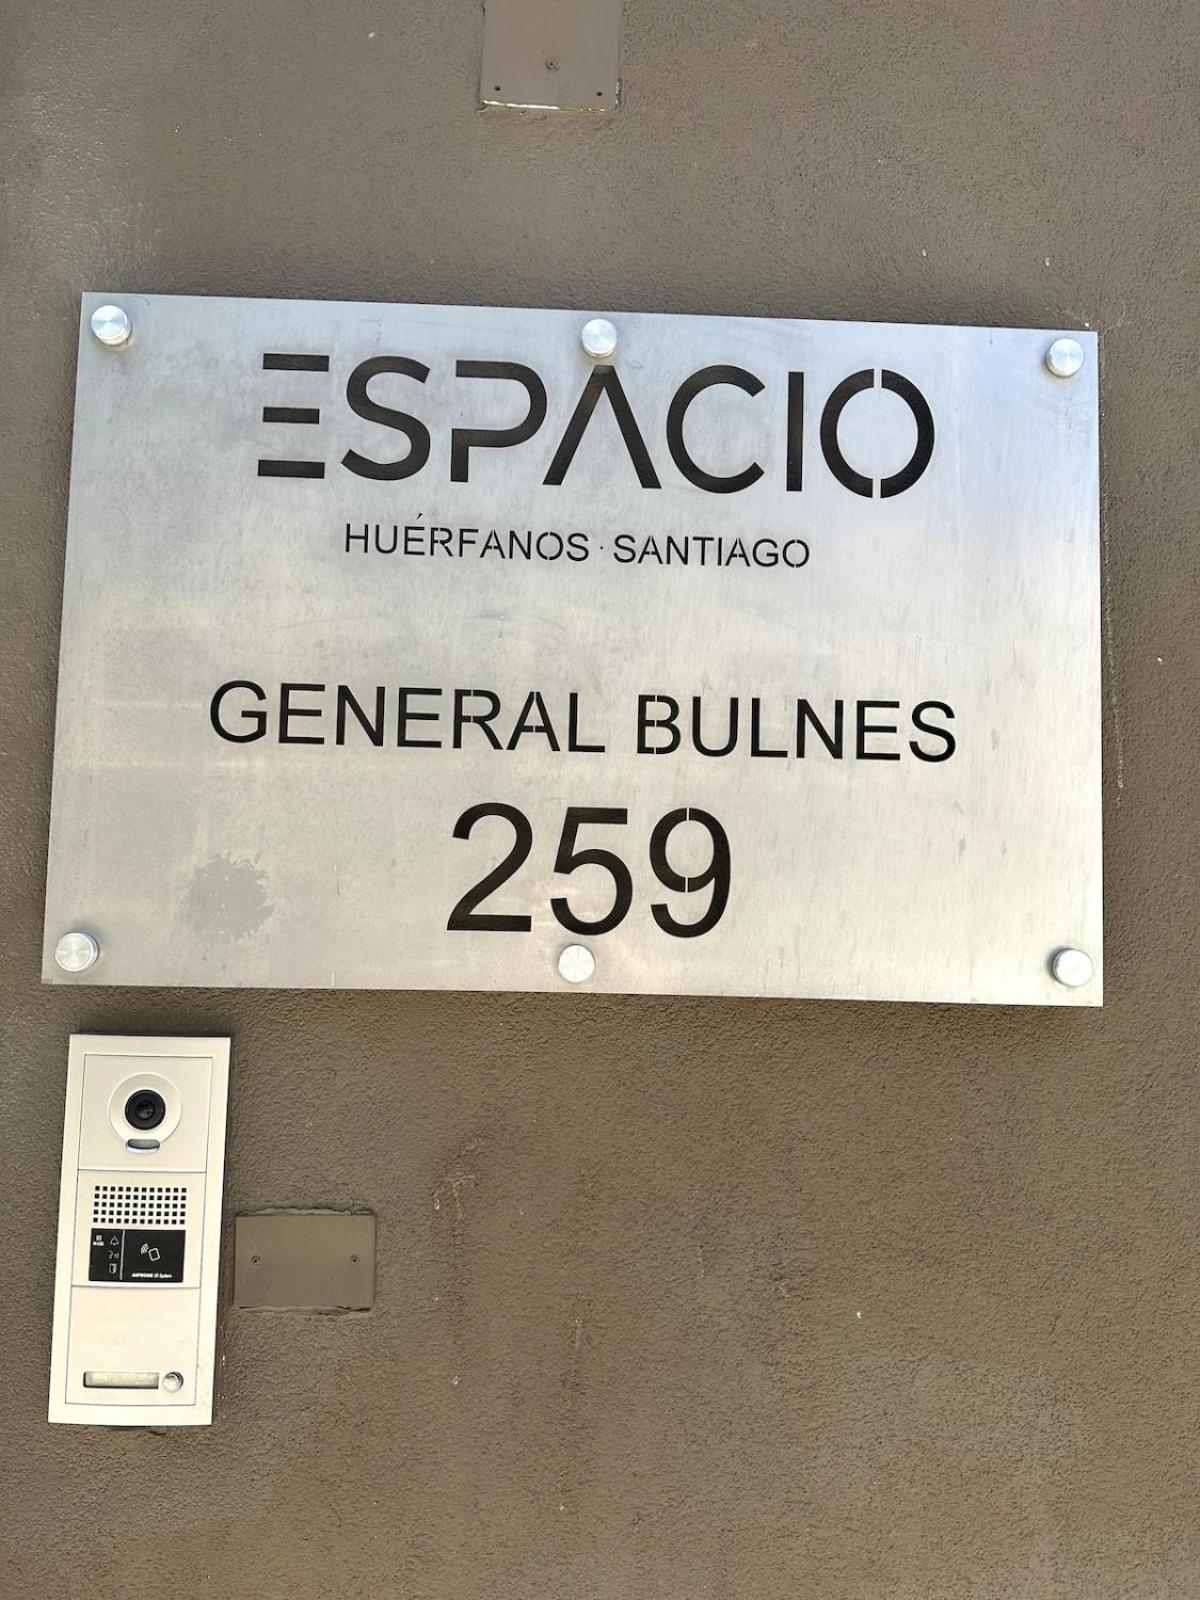 ESPACIO
HUÉRFANOS · SANTIAGO
GENERAL BULNES
259